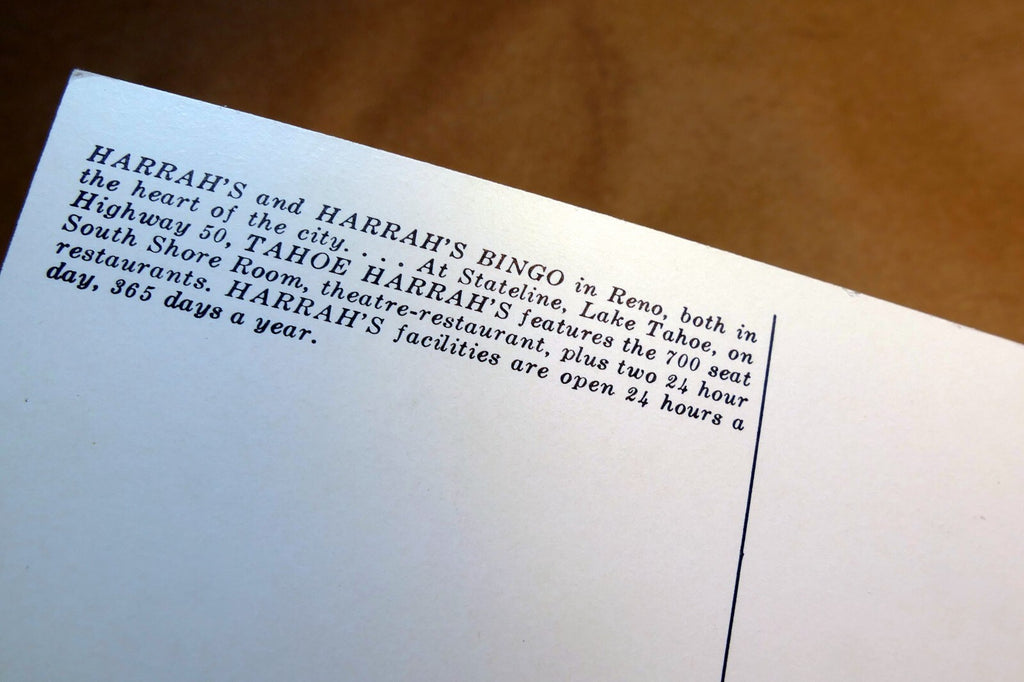 HARRAH'S and HARRAH'S BINGO in Reno, both in
the heart of the city. . . . At Stateline, Lake Tahoe, on
Highway 50, TAHOE HARRAH'S features the 700 seat
South Shore Room, theatre-restaurant, plus two 24 hour
restaurants. HARRAH'S facilities are open 24 hours a
day, 365 days a year.